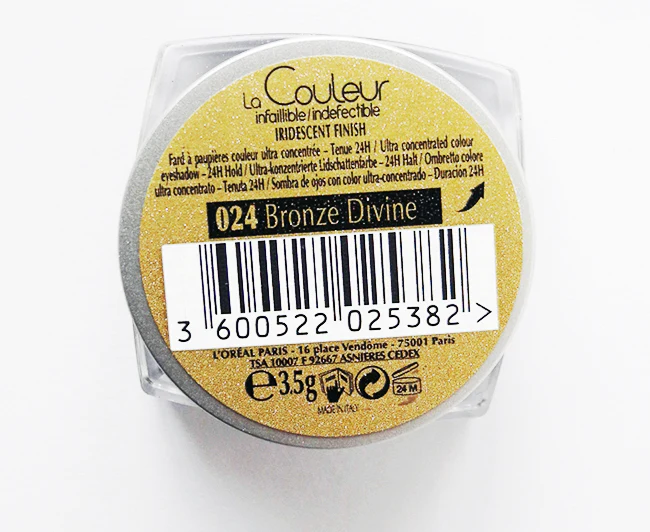 La Couleur
infaillible/indefectible
IRIDESCENT FINISH
Fard à paupières couleur ultra concentrée – Tenue 24H / Ultra concentrated colour
eyeshadow – 24H Hold / Ultra-konzentrierte Lidschattenfarbe – 24H Halt / Ombretto colore
ultra concentrato - Tenuta 24H / Sombra de ojos con color ultra-concentrado - Duración 24H
024 Bronze Divine
3 600522 025382 >
L'ORÉAL PARIS - 16 place Vendôme - 75001 Paris
TSA 10007 F 92667 ASNIERES CEDEX
e 3.5g 24 M
MADE IN ITALY